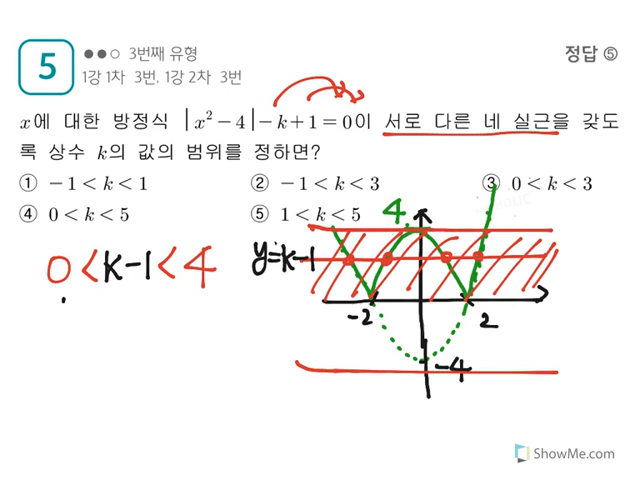 5
●●○ 3번째 유형
정답 ⑤
1강 1차 3번, 1강 2차 3번
x에 대한 방정식 |x²-4|-k+1=0이 서로 다른 네 실근을 갖도
록 상수 k의 값의 범위를 정하면?
① -1<k<1
② -1<k<3
③ 0<k<3
④ 0<k<5
⑤ 1<k<5
4
0<k-1<4
y=k-1
-2
2
-4
ShowMe.com